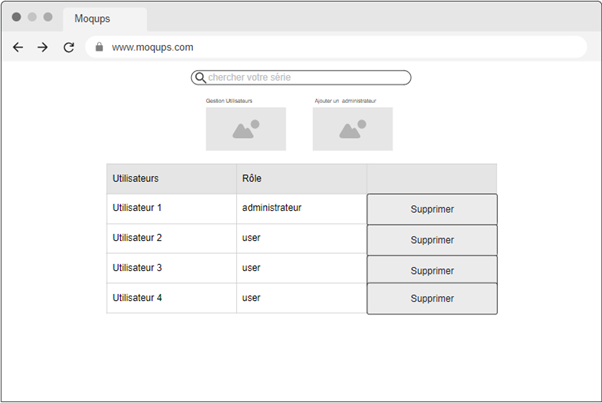 Moqups
www.moqups.com
chercher votre série
Gestion Utilisateurs
Ajouter un administrateur
Utilisateurs
Rôle
Utilisateur 1
administrateur
Supprimer
Utilisateur 2
user
Supprimer
Utilisateur 3
user
Supprimer
Utilisateur 4
user
Supprimer